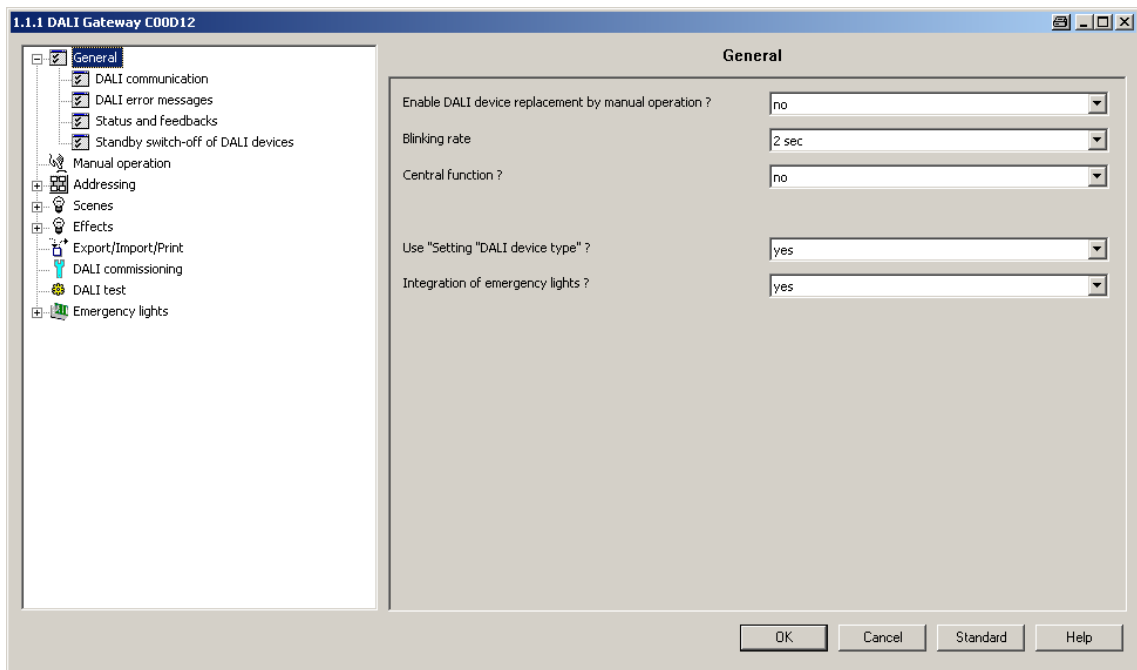 1.1.1 DALI Gateway C00D12
General
DALI communication
DALI error messages
Status and feedbacks
Standby switch-off of DALI devices
Manual operation
Addressing
Scenes
Effects
Export/Import/Print
DALI commissioning
DALI test
Emergency lights
General
Enable DALI device replacement by manual operation ? no
Blinking rate 2 sec
Central function ? no
Use "Setting "DALI device type" ? yes
Integration of emergency lights ? yes
OK Cancel Standard Help